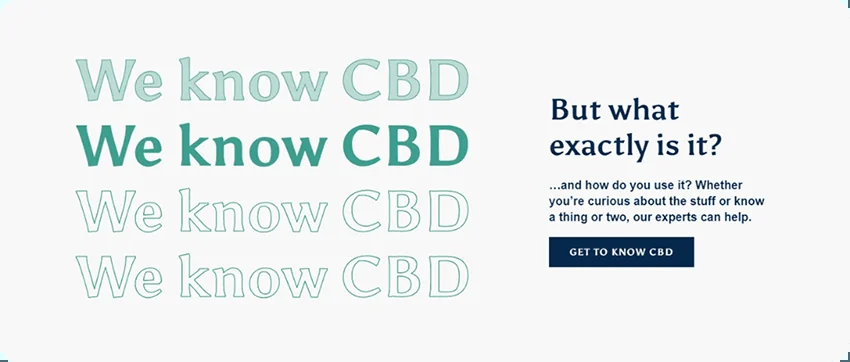 We know CBD
We know CBD
We know CBD
We know CBD
But what
exactly is it?
...and how do you use it? Whether
you're curious about the stuff or know
a thing or two, our experts can help.
GET TO KNOW CBD